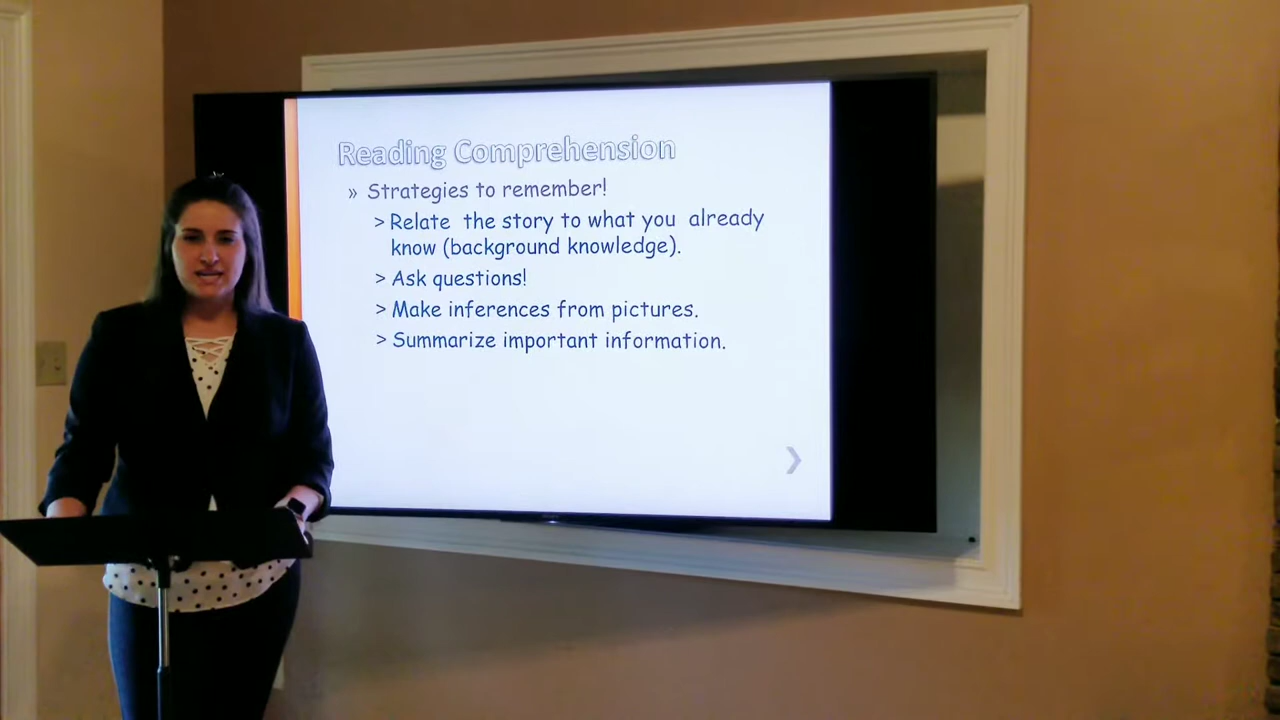 Reading Comprehension
» Strategies to remember!
> Relate the story to what you already
know (background knowledge).
> Ask questions!
> Make inferences from pictures.
> Summarize important information.